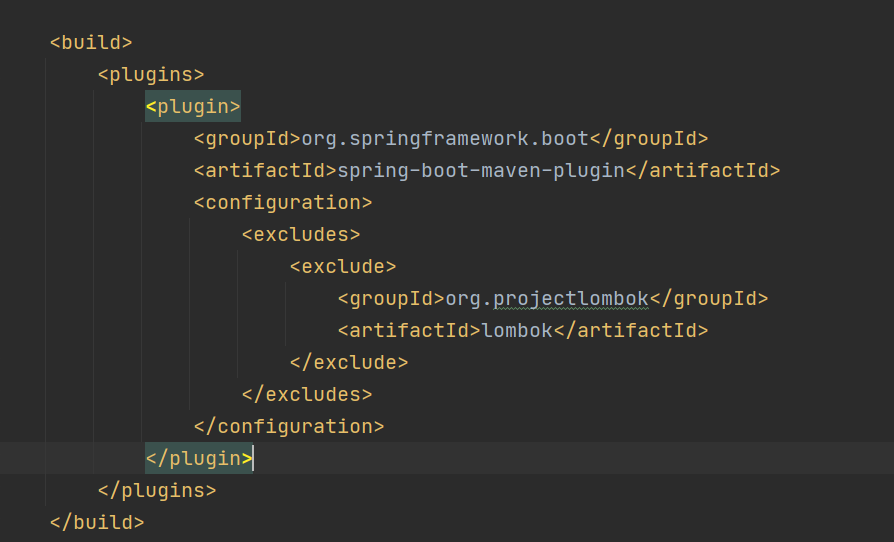 <build>
<plugins>
<plugin>
<groupId>org.springframework.boot</groupId>
<artifactId>spring-boot-maven-plugin</artifactId>
<configuration>
<excludes>
<exclude>
<groupId>org.projectlombok</groupId>
<artifactId>lombok</artifactId>
</exclude>
</excludes>
</configuration>
</plugin>
</plugins>
</build>